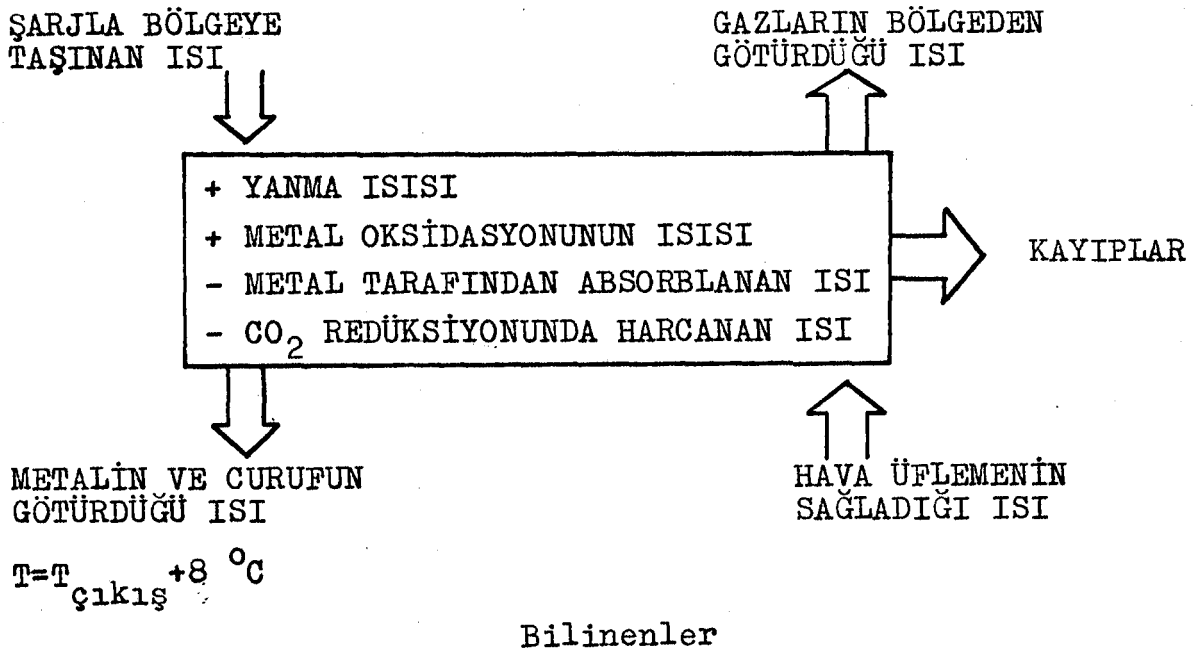 ŞARJLA BÖLGEYE
TAŞINAN ISI
GAZLARIN BÖLGEDEN
GÖTÜRDÜĞÜ ISI
+ YANMA ISISI
+ METAL OKSİDASYONUNUN ISISI
- METAL TARAFINDAN ABSORBLANAN ISI
- CO2 REDÜKSİYONUNDA HARCANAN ISI
KAYIPLAR
METALİN VE CURUFUN
GÖTÜRDÜĞÜ ISI
HAVA ÜFLEMENİN
SAĞLADIĞI ISI
T=Tçıkış+8 °C
Bilinenler